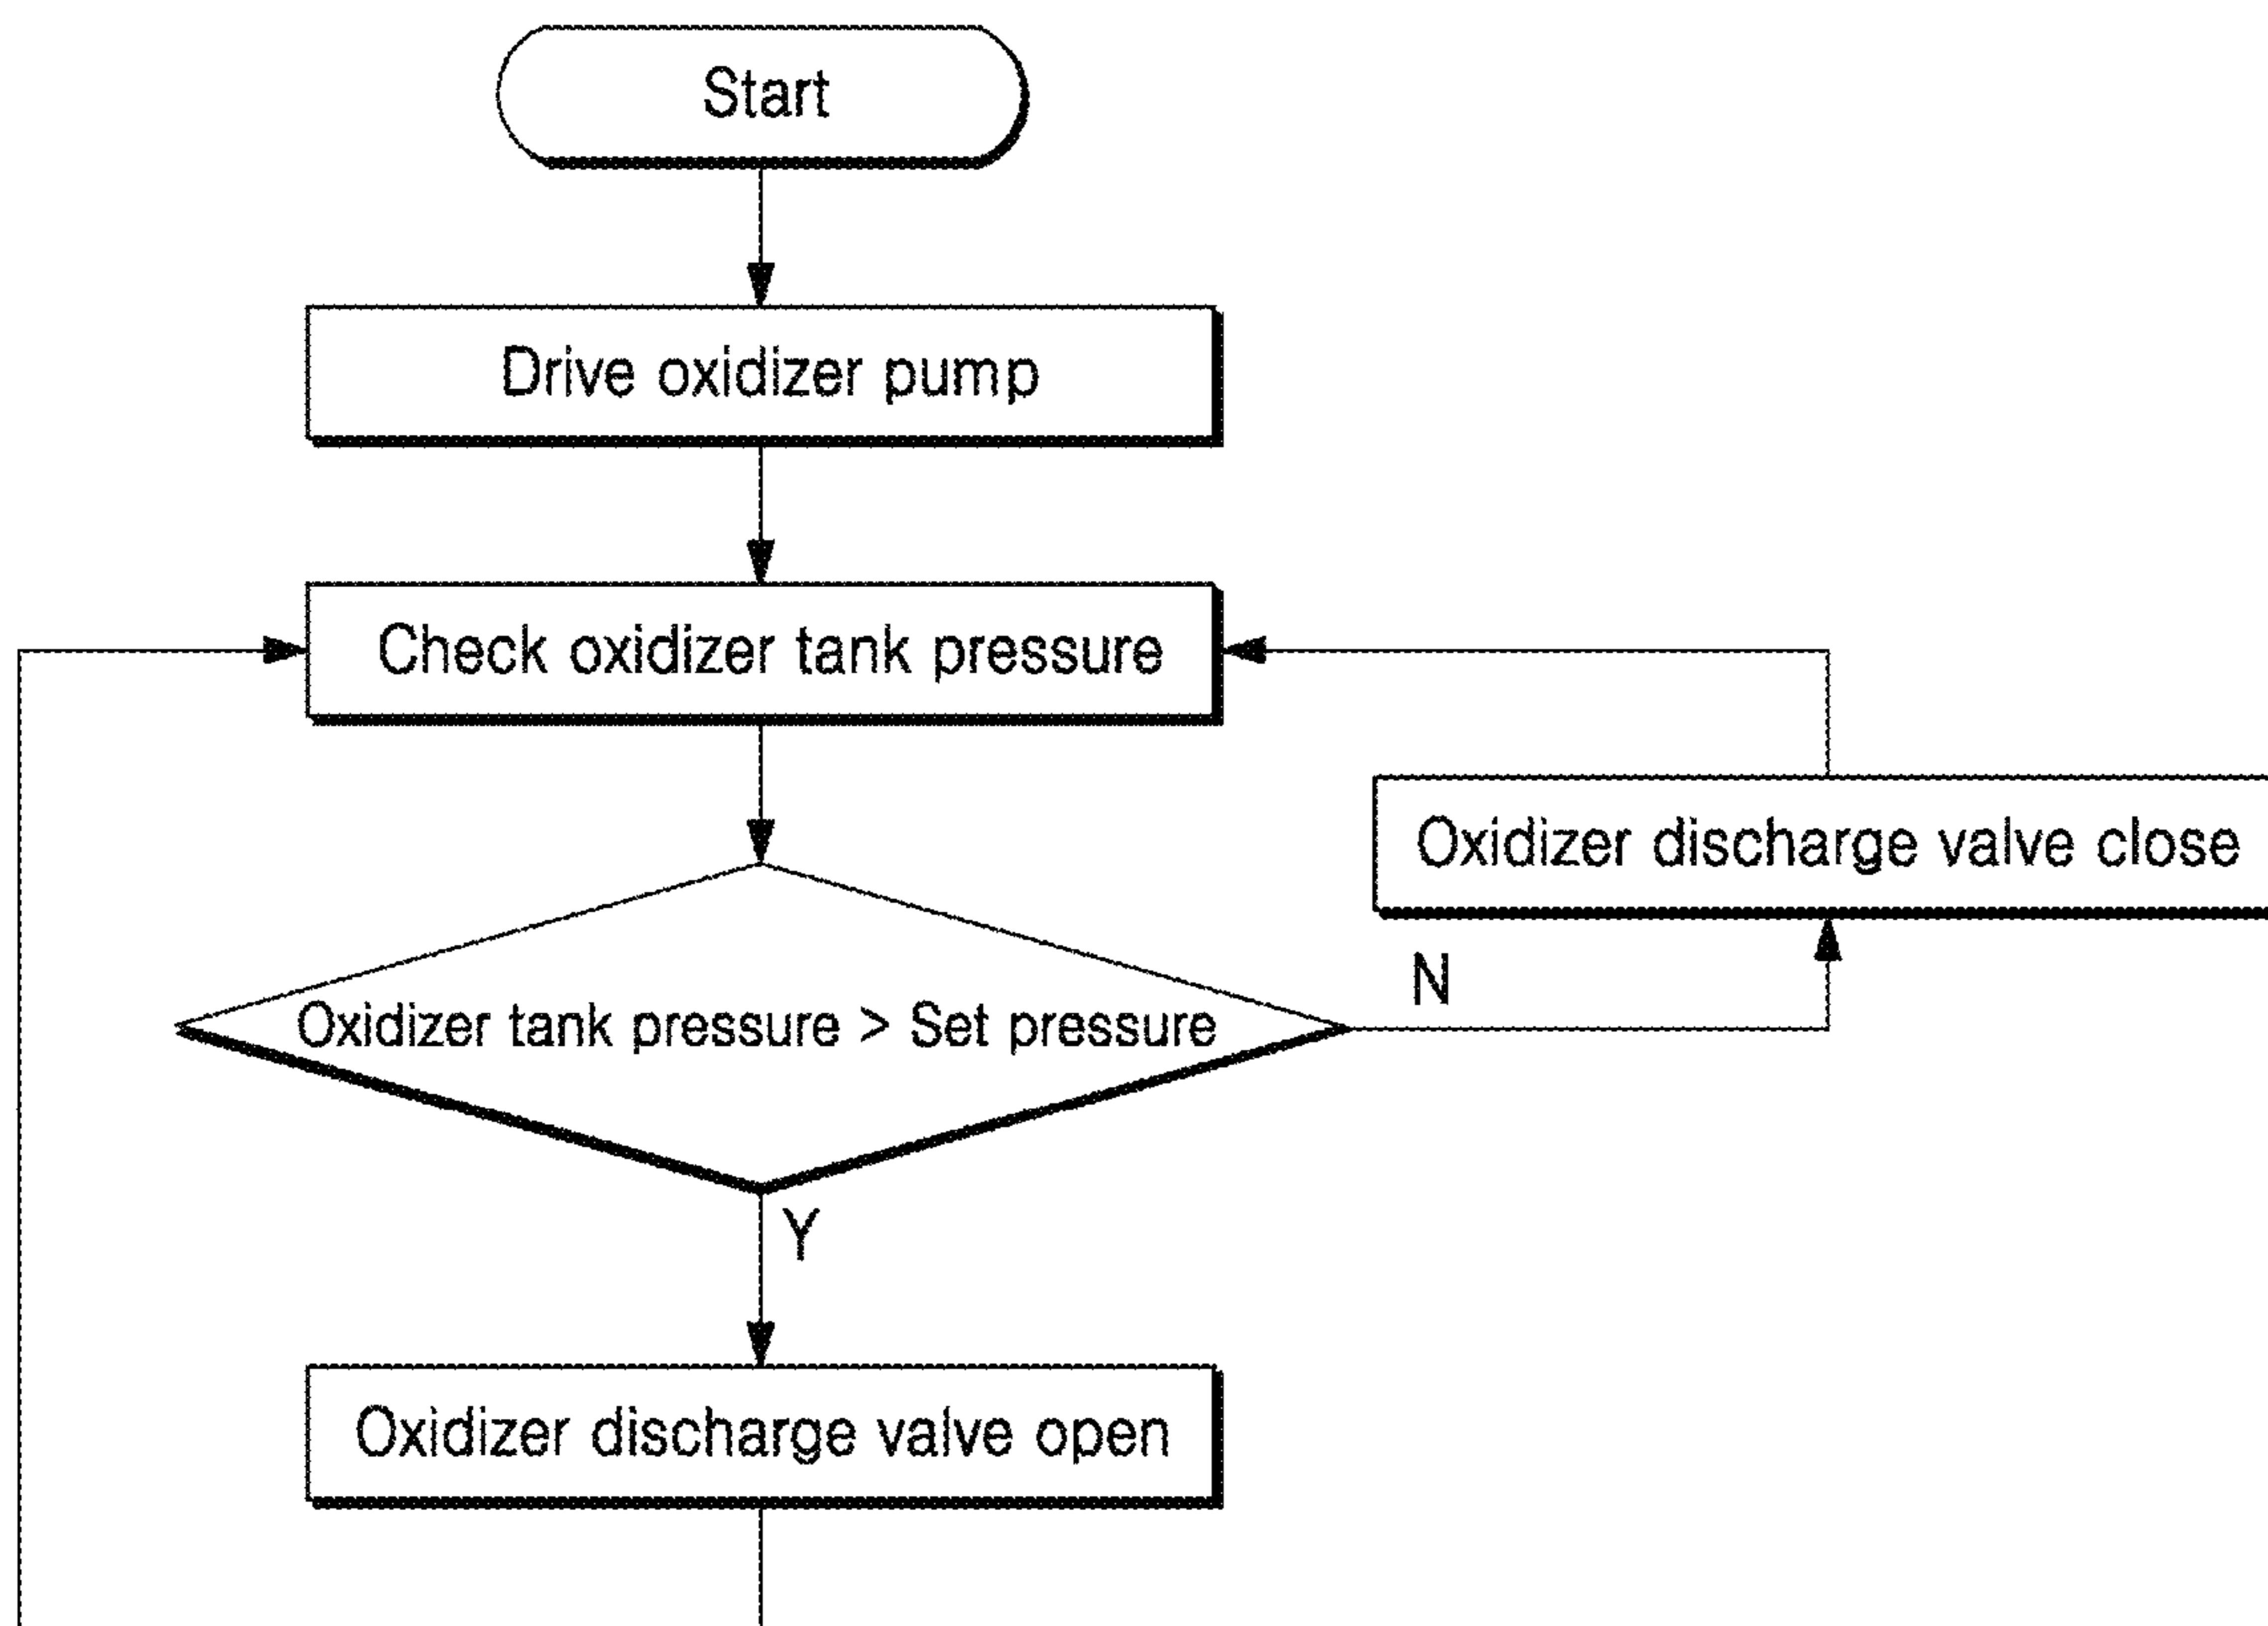 Start
Drive oxidizer pump
Check oxidizer tank pressure
Oxidizer discharge valve close
N
Oxidizer tank pressure > Set pressure
Y
Oxidizer discharge valve open